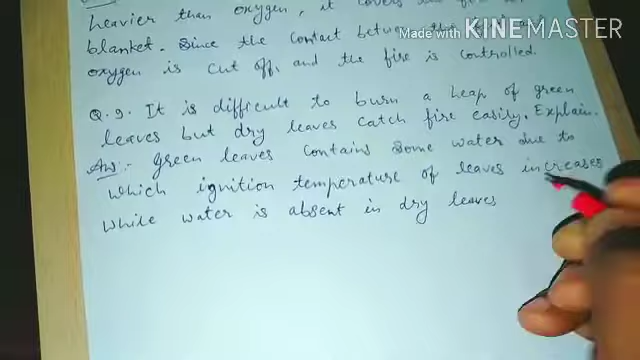 heavier than oxygen, it covers
Made with KINEMASTER
blanket. Since the contact between the
oxygen is cut off, and the fire is controlled.
Q.9. It is difficult to burn a heap of green
leaves but dry leaves catch fire easily. Explain.
Ans:- Green leaves contains some water due to
which ignition temperature of leaves increases
while water is absent in dry leaves